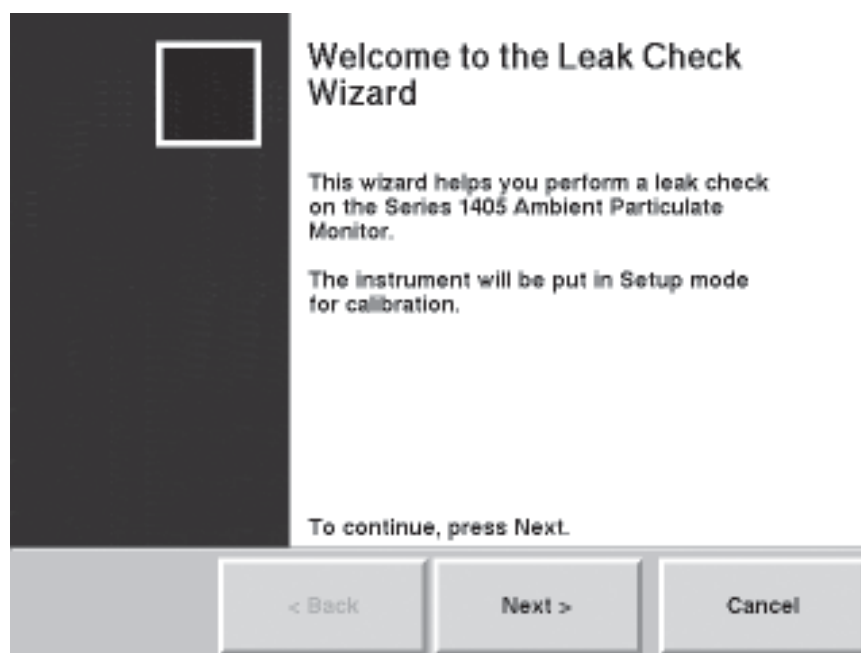 Welcome to the Leak Check
Wizard
This wizard helps you perform a leak check
on the Series 1405 Ambient Particulate
Monitor.
The instrument will be put in Setup mode
for calibration.
To continue, press Next.
< Back
Next >
Cancel